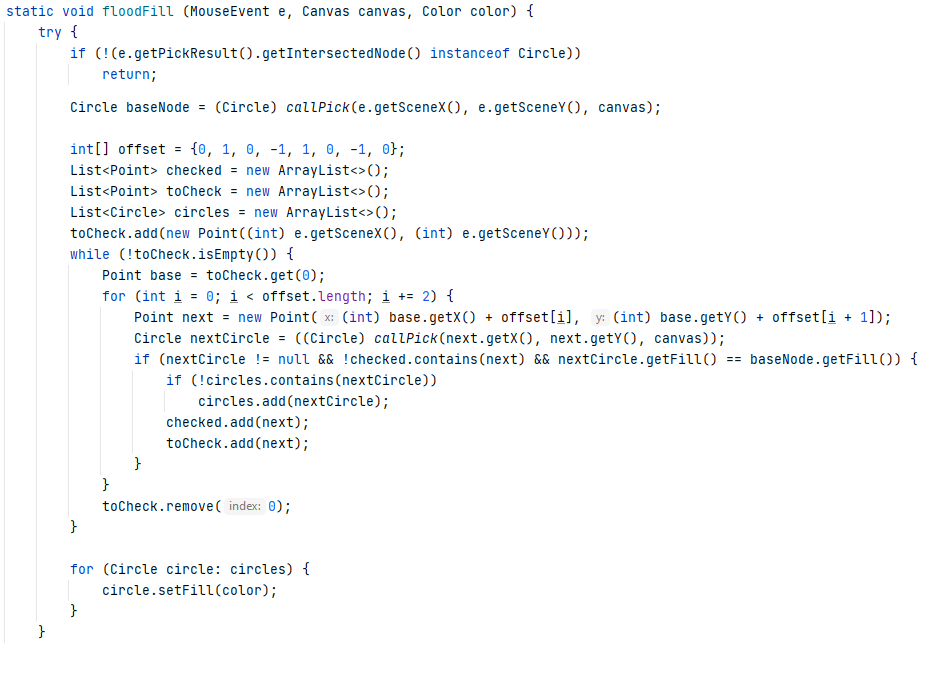 static void floodFill (MouseEvent e, Canvas canvas, Color color) {
    try {
        if (!(e.getPickResult().getIntersectedNode() instanceof Circle))
            return;
        Circle baseNode = (Circle) callPick(e.getSceneX(), e.getSceneY(), canvas);
        int[] offset = {0, 1, 0, -1, 1, 0, -1, 0};
        List<Point> checked = new ArrayList<>();
        List<Point> toCheck = new ArrayList<>();
        List<Circle> circles = new ArrayList<>();
        toCheck.add(new Point((int) e.getSceneX(), (int) e.getSceneY()));
        while (!toCheck.isEmpty()) {
            Point base = toCheck.get(0);
            for (int i = 0; i < offset.length; i += 2) {
                Point next = new Point( x: (int) base.getX() + offset[i], y: (int) base.getY() + offset[i + 1]);
                Circle nextCircle = ((Circle) callPick(next.getX(), next.getY(), canvas));
                if (nextCircle != null && !checked.contains(next) && nextCircle.getFill() == baseNode.getFill()) {
                    if (!circles.contains(nextCircle))
                        circles.add(nextCircle);
                    checked.add(next);
                    toCheck.add(next);
                }
            }
            toCheck.remove( index: 0);
        }
        for (Circle circle: circles) {
            circle.setFill(color);
        }
    }